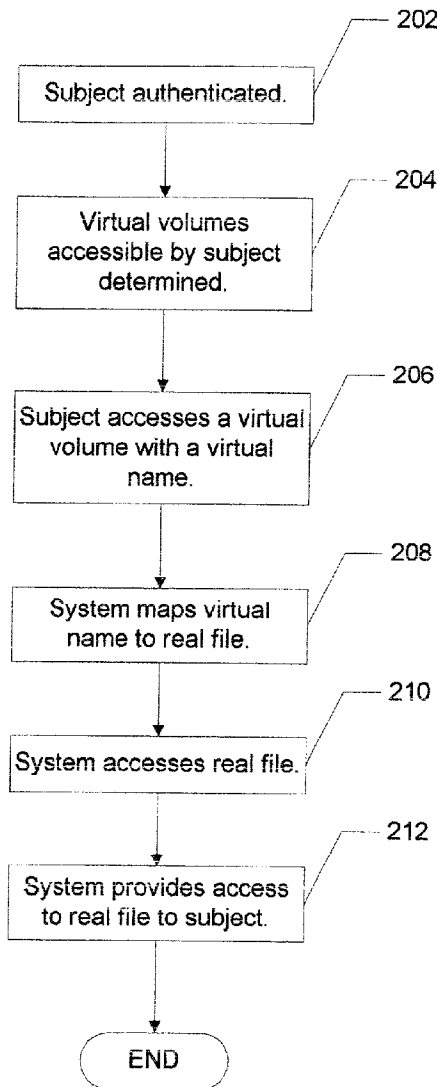 202
Subject authenticated.
204
Virtual volumes
accessible by subject
determined.
206
Subject accesses a virtual
volume with a virtual
name.
208
System maps virtual
name to real file.
210
System accesses real file.
212
System provides access
to real file to subject.
END